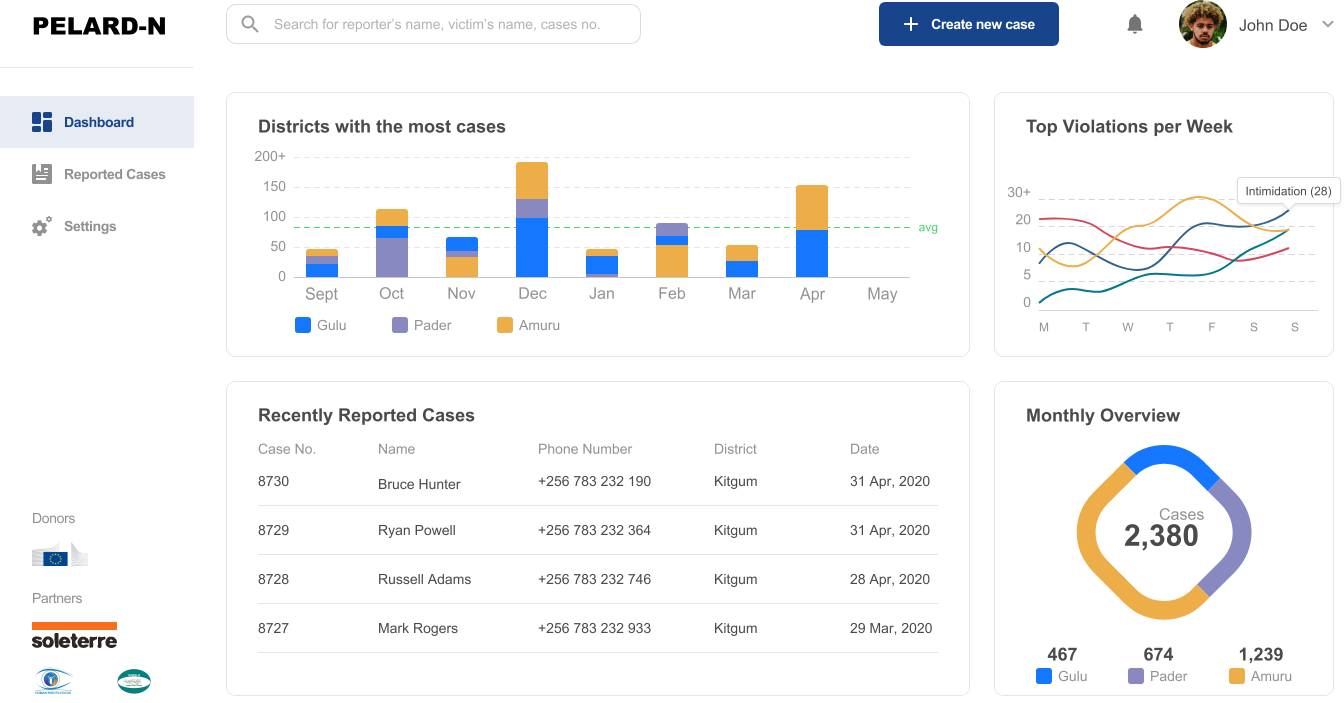 PELARD-N
Search for reporter's name, victim's name, cases no.
Create new case
John Doe
Dashboard
Reported Cases
Settings
Donors
Partners
soleterre
Districts with the most cases
200+
150
100
50
0
avg
Sept Oct Nov Dec Jan Feb Mar Apr May
Gulu Pader Amuru
Top Violations per Week
Intimidation (28)
30+
20
10
5
0
M T W T F S S
Recently Reported Cases
Case No. Name Phone Number District Date
8730 Bruce Hunter +256 783 232 190 Kitgum 31 Apr, 2020
8729 Ryan Powell +256 783 232 364 Kitgum 31 Apr, 2020
8728 Russell Adams +256 783 232 746 Kitgum 28 Apr, 2020
8727 Mark Rogers +256 783 232 933 Kitgum 29 Mar, 2020
Monthly Overview
Cases
2,380
467 674 1,239
Gulu Pader Amuru